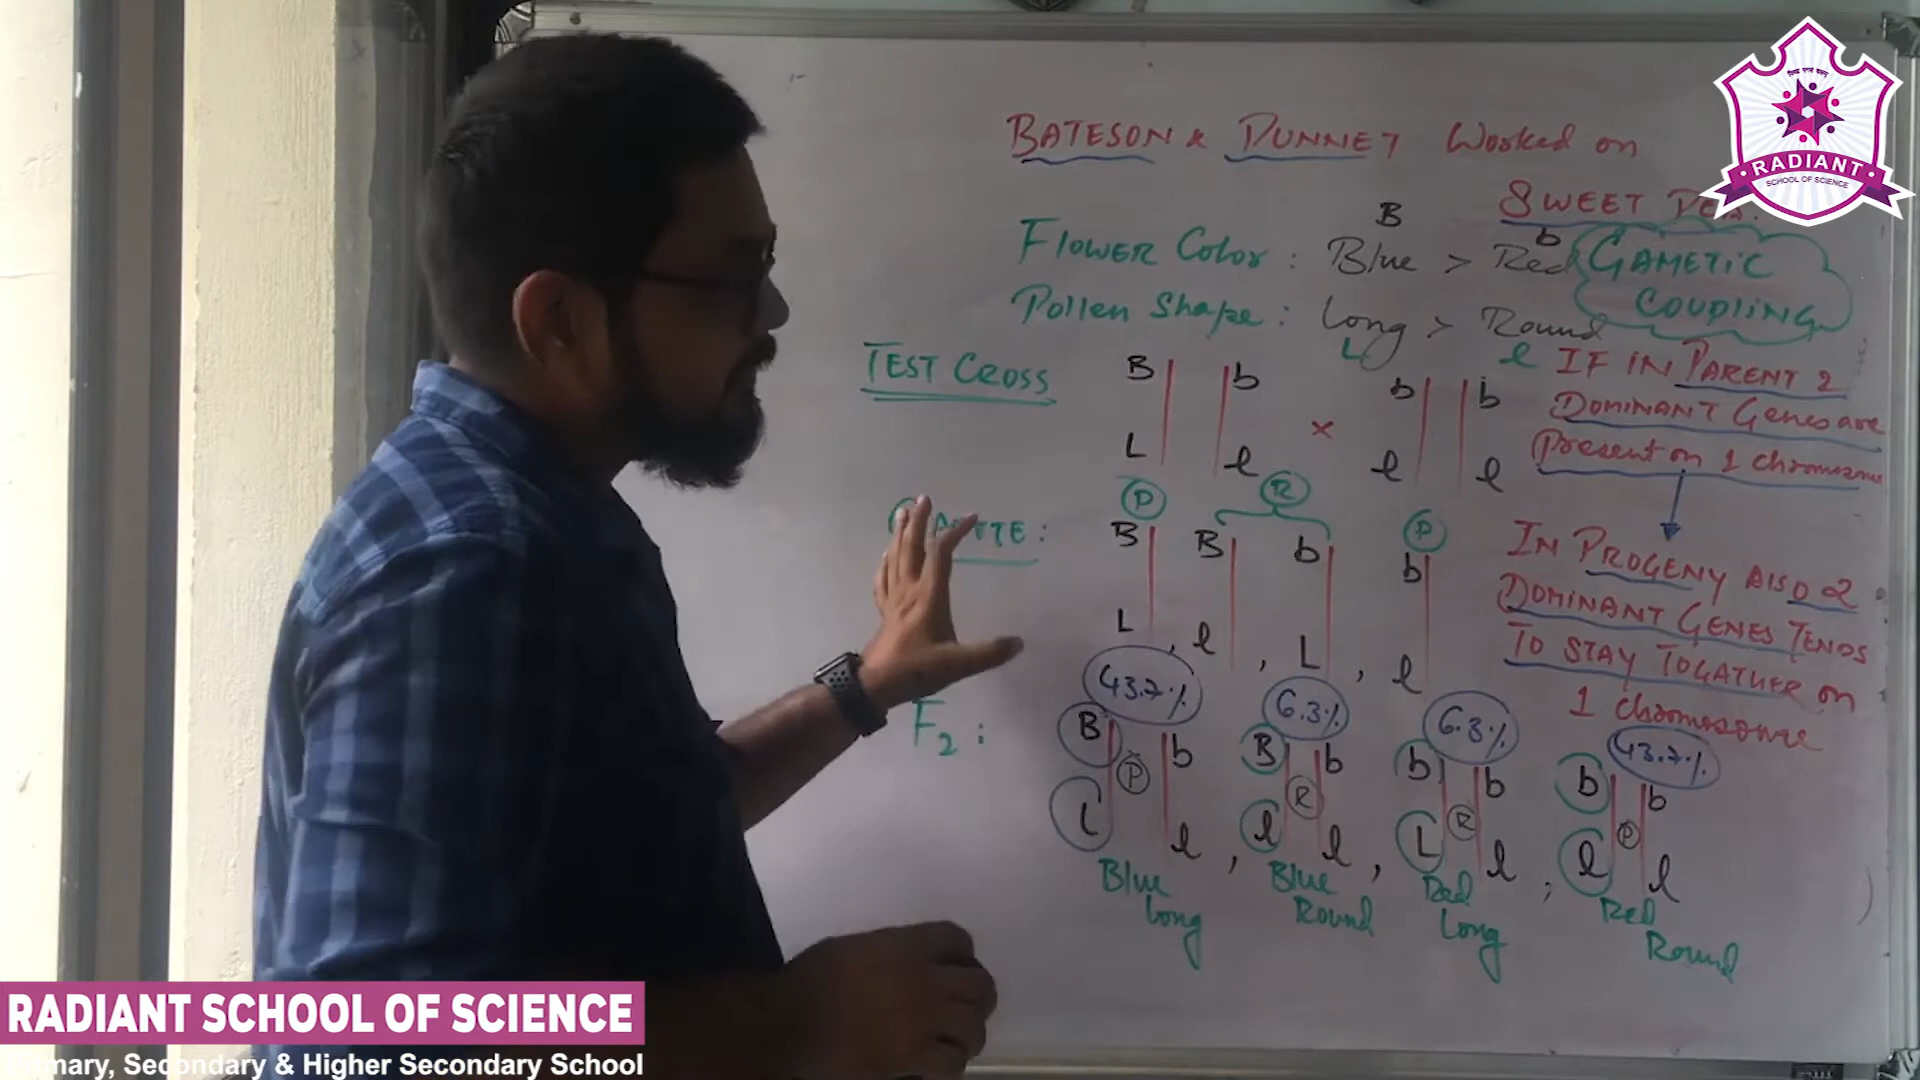 BATESON & PUNNET Worked on
SWEET PEA.
B
b
Flower Color : Blue > Red
GAMETIC
COUPLING
Pollen Shape : Long > Round
L
l
TEST CROSS
B b × b b
L l l l
IF IN PARENT 2
DOMINANT Genes are
Present on 1 chromosome
IN PROGENY ALSO 2
DOMINANT GENES TENDS
TO STAY TOGATHER on
1 chromosome
P R P
B B b b
L , l , L , l
F2 :
43.7% 6.3% 6.3% 43.7%
B P b B R b b R b b P b
L l , l l , L l , l l
Blue Long
Blue Round
Red Long
Red Round
RADIANT
SCHOOL OF SCIENCE
RADIANT SCHOOL OF SCIENCE
Primary, Secondary & Higher Secondary School